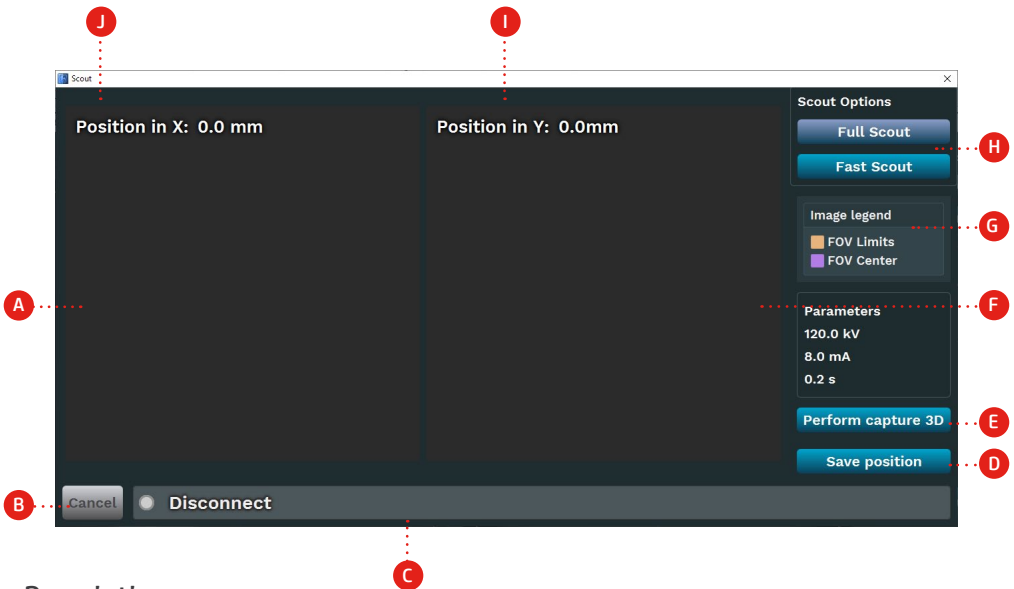 J
I
Scout
Position in X: 0.0 mm
Position in Y: 0.0mm
Scout Options
Full Scout
H
Fast Scout
Image legend
G
FOV Limits
FOV Center
A
F
Parameters
120.0 kV
8.0 mA
0.2 s
Perform capture 3D
E
Save position
D
B
Cancel
Disconnect
C